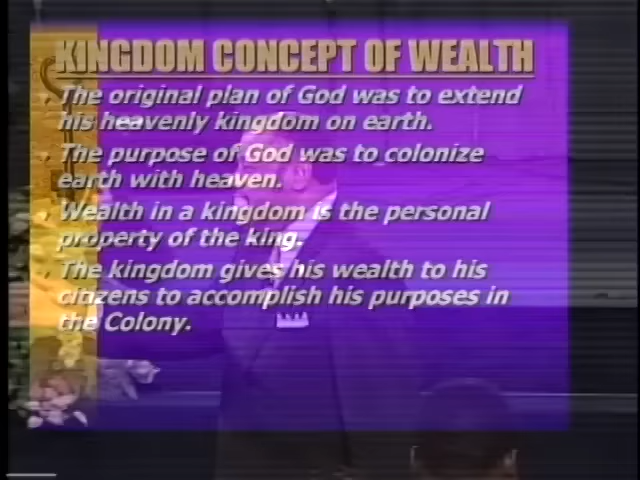 KINGDOM CONCEPT OF WEALTH
The original plan of God was to extend
his heavenly kingdom on earth.
The purpose of God was to colonize
earth with heaven.
Wealth in a kingdom is the personal
property of the king.
The kingdom gives his wealth to his
citizens to accomplish his purposes in
the Colony.